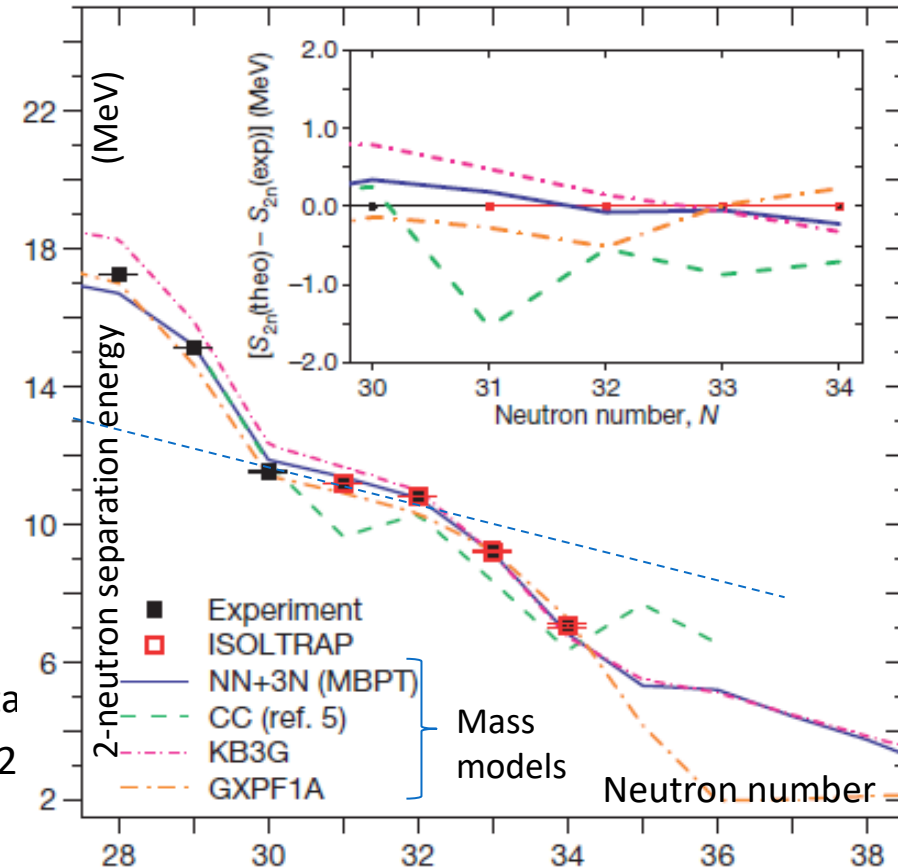 22
18
14
10
6
2
(MeV)
2-neutron separation energy
2.0
1.0
0.0
−1.0
−2.0
[S2n(theo) − S2n(exp)] (MeV)
30 31 32 33 34
Neutron number, N
Experiment
ISOLTRAP
NN+3N (MBPT)
CC (ref. 5)
KB3G
GXPF1A
Mass
models
a
2
Neutron number
28 30 32 34 36 38